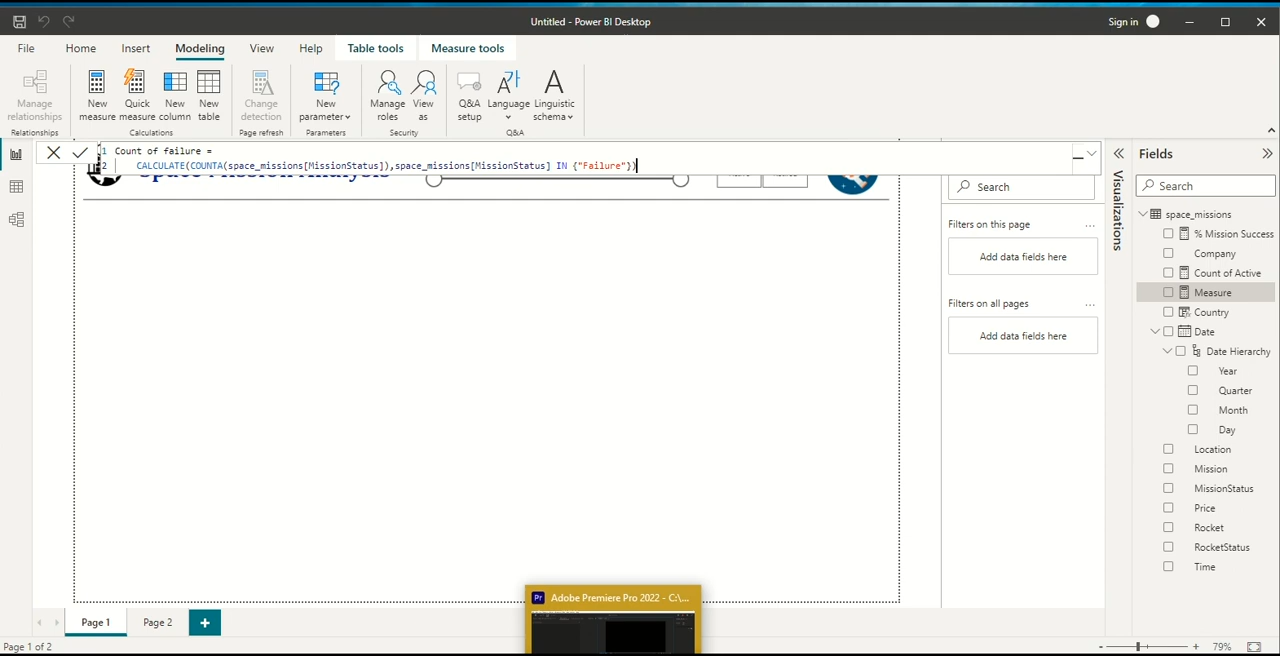 Untitled - Power BI Desktop
Sign in
File Home Insert Modeling View Help Table tools Measure tools
Manage relationships
New measure
Quick measure
New column
New table
Change detection
New parameter
Manage roles
View as
Q&A setup
Language
Linguistic schema
Relationships
Calculations
Page refresh
Parameters
Security
Q&A
1 Count of failure =
2 CALCULATE(COUNTA(space_missions[MissionStatus]),space_missions[MissionStatus] IN {"Failure"})
Space Mission Analysis
Search
Filters on this page ...
Add data fields here
Filters on all pages ...
Add data fields here
Visualizations
Fields
Search
space_missions
% Mission Success
Company
Count of Active
Measure
Country
Date
Date Hierarchy
Year
Quarter
Month
Day
Location
Mission
MissionStatus
Price
Rocket
RocketStatus
Time
Pr Adobe Premiere Pro 2022 - C:\...
Page 1
Page 2
+
Page 1 of 2
- + 79%